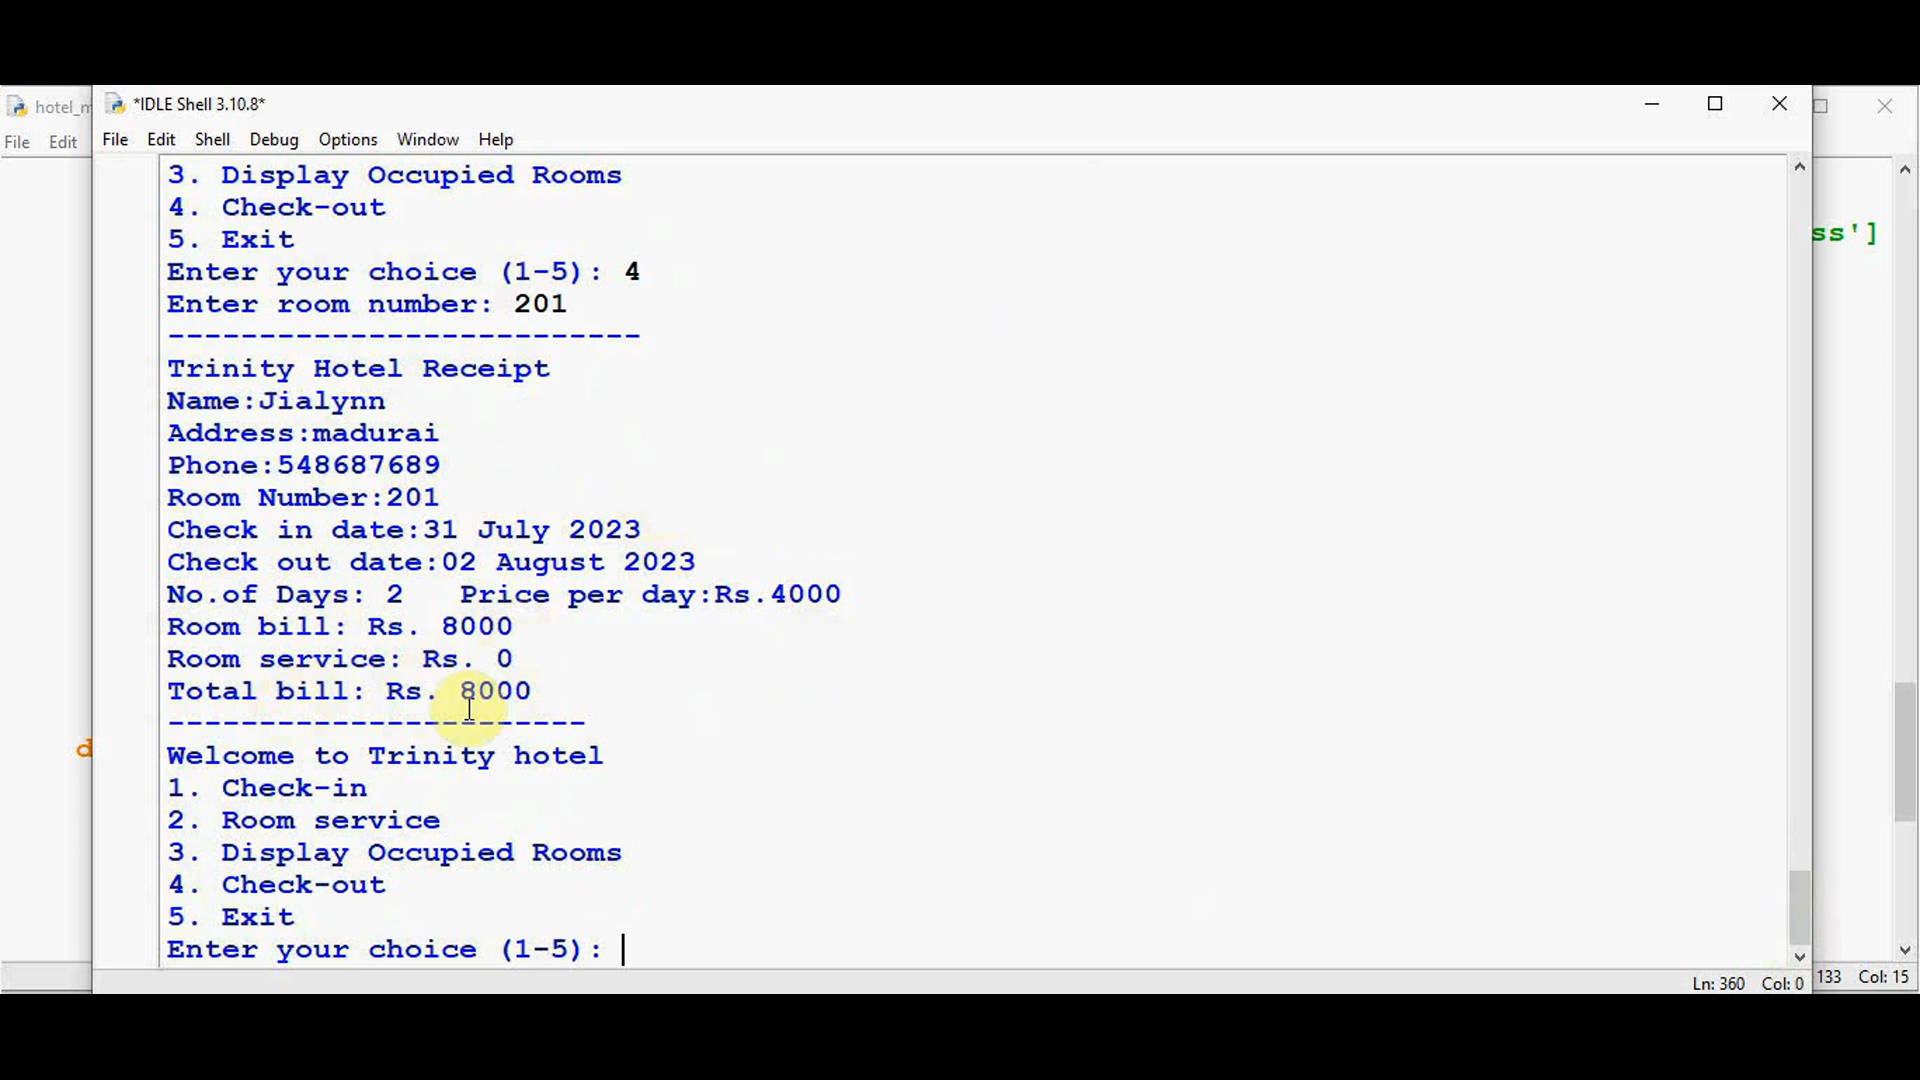 hotel_m
*IDLE Shell 3.10.8*
File Edit
File Edit Shell Debug Options Window Help
3. Display Occupied Rooms
4. Check-out
5. Exit
Enter your choice (1-5): 4
Enter room number: 201
--------------------------
Trinity Hotel Receipt
Name:Jialynn
Address:madurai
Phone:548687689
Room Number:201
Check in date:31 July 2023
Check out date:02 August 2023
No.of Days: 2   Price per day:Rs.4000
Room bill: Rs. 8000
Room service: Rs. 0
Total bill: Rs. 8000
-----------------------
Welcome to Trinity hotel
1. Check-in
2. Room service
3. Display Occupied Rooms
4. Check-out
5. Exit
Enter your choice (1-5):
ss']
d
Ln: 360 Col: 0
133 Col: 15